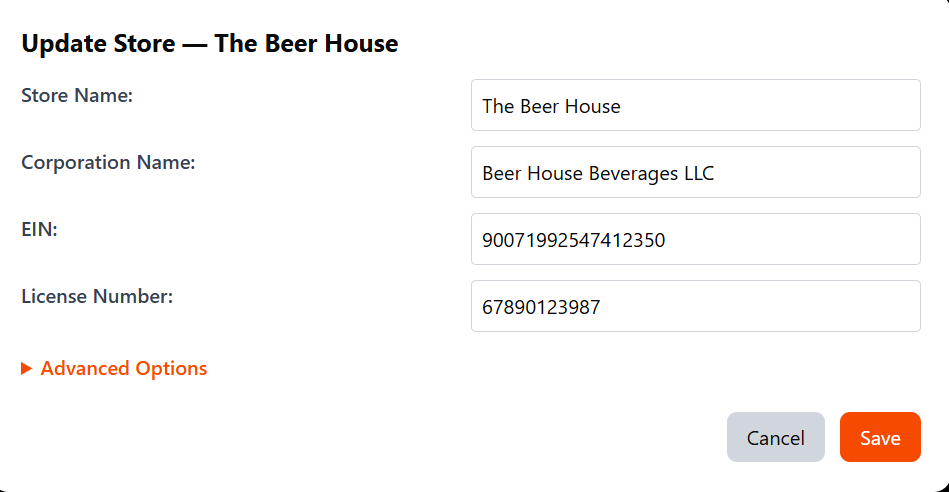 Update Store — The Beer House
Store Name:
The Beer House
Corporation Name:
Beer House Beverages LLC
EIN:
90071992547412350
License Number:
67890123987
Advanced Options
Cancel
Save